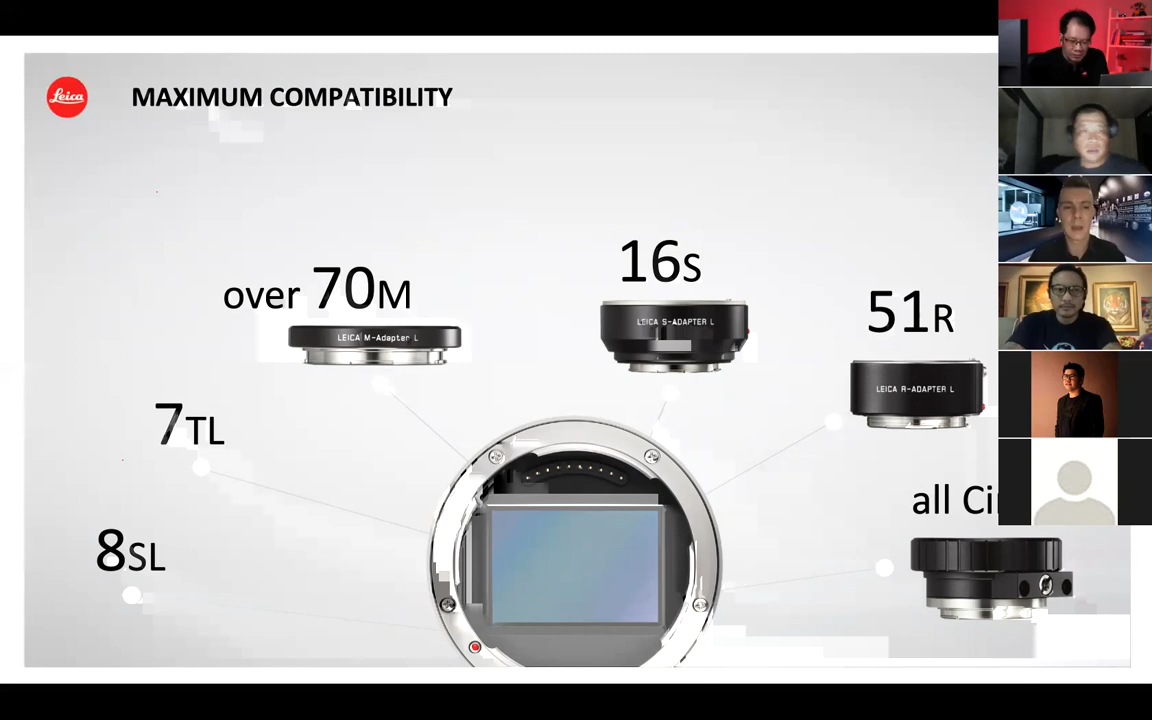 Leica
MAXIMUM COMPATIBILITY
16S
over 70M
51R
LEICA M-Adapter L
LEICA S-ADAPTER L
LEICA R-ADAPTER L
7TL
all Ci
8SL